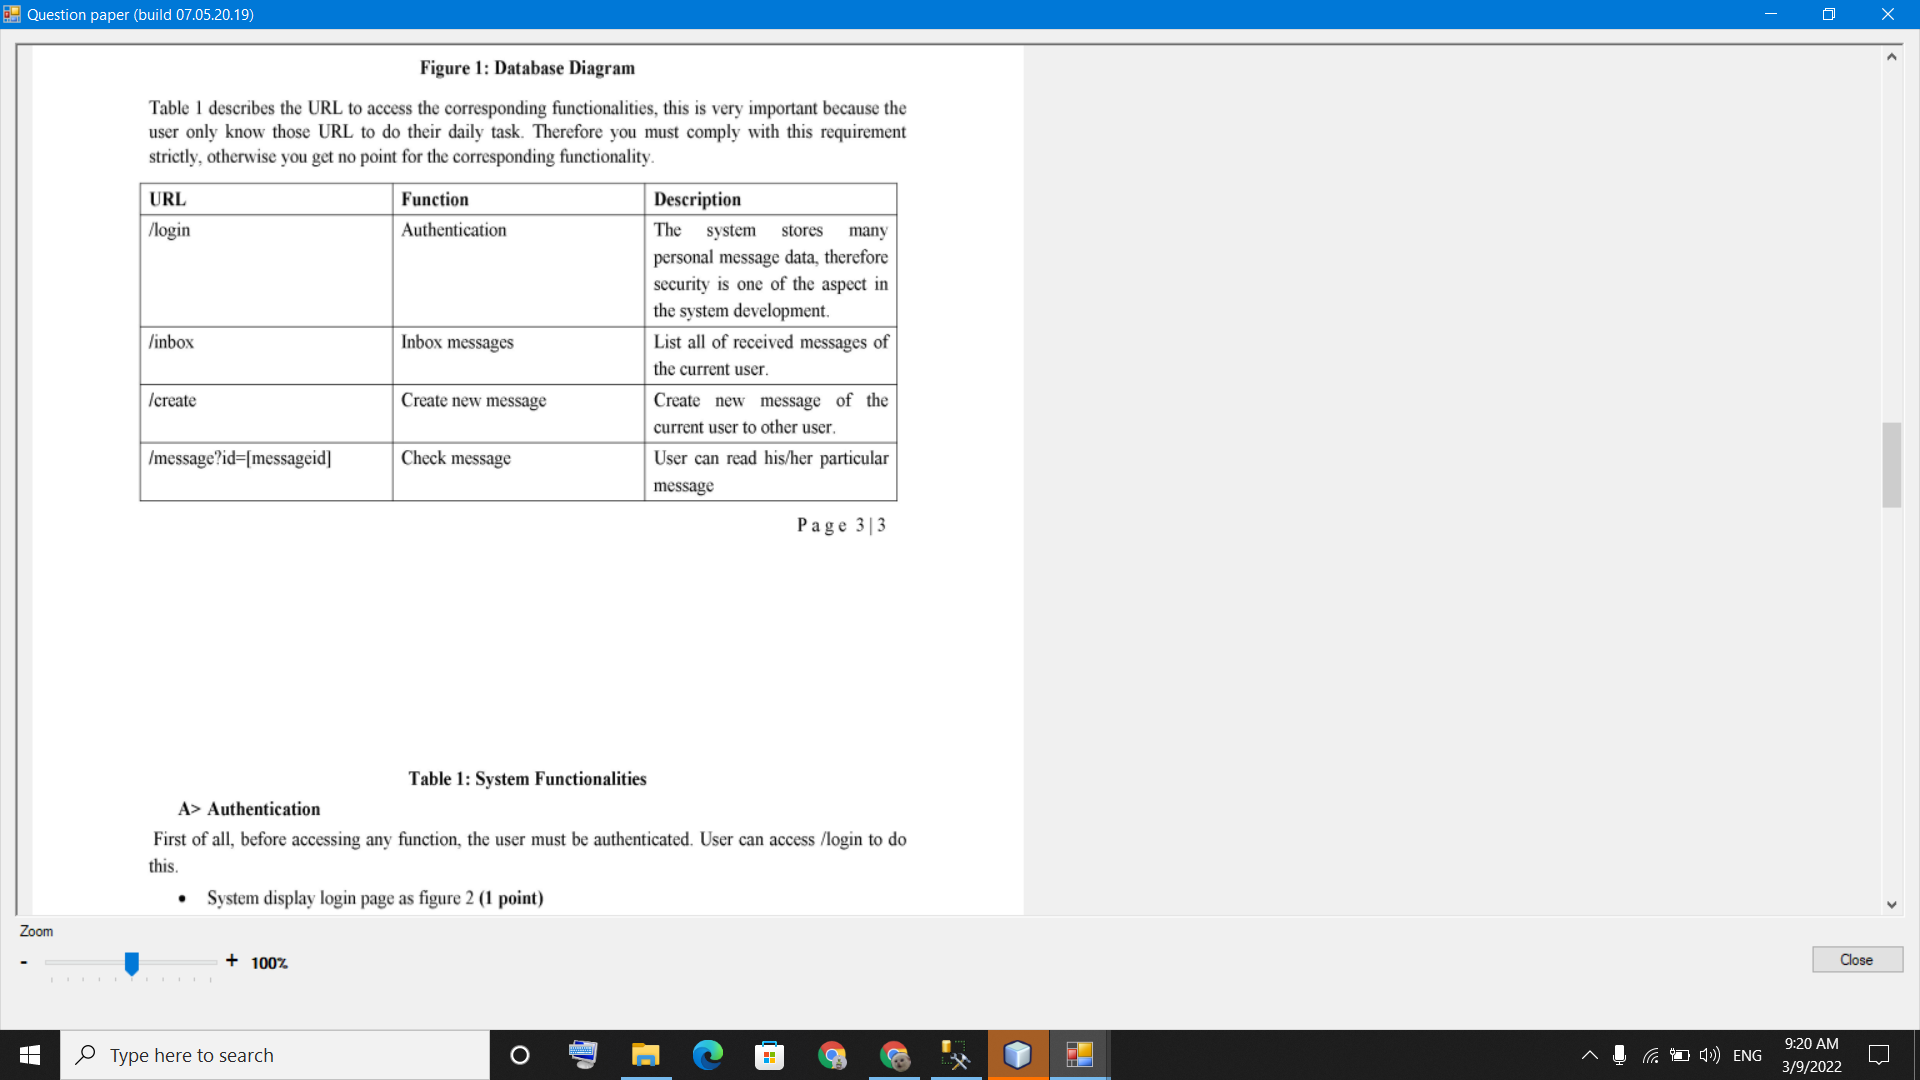 Question paper (build 07.05.20.19)
Figure 1: Database Diagram
Table 1 describes the URL to access the corresponding functionalities, this is very important because the
user only know those URL to do their daily task. Therefore you must comply with this requirement
strictly, otherwise you get no point for the corresponding functionality.
URL Function Description
/login Authentication The system stores many
personal message data, therefore
security is one of the aspect in
the system development.
/inbox Inbox messages List all of received messages of
the current user.
/create Create new message Create new message of the
current user to other user.
/message?id=[messageid] Check message User can read his/her particular
message
Page 3|3
Table 1: System Functionalities
A> Authentication
First of all, before accessing any function, the user must be authenticated. User can access /login to do
this.
• System display login page as figure 2 (1 point)
Zoom
- + 100%
Close
Type here to search
ENG
9:20 AM
3/9/2022